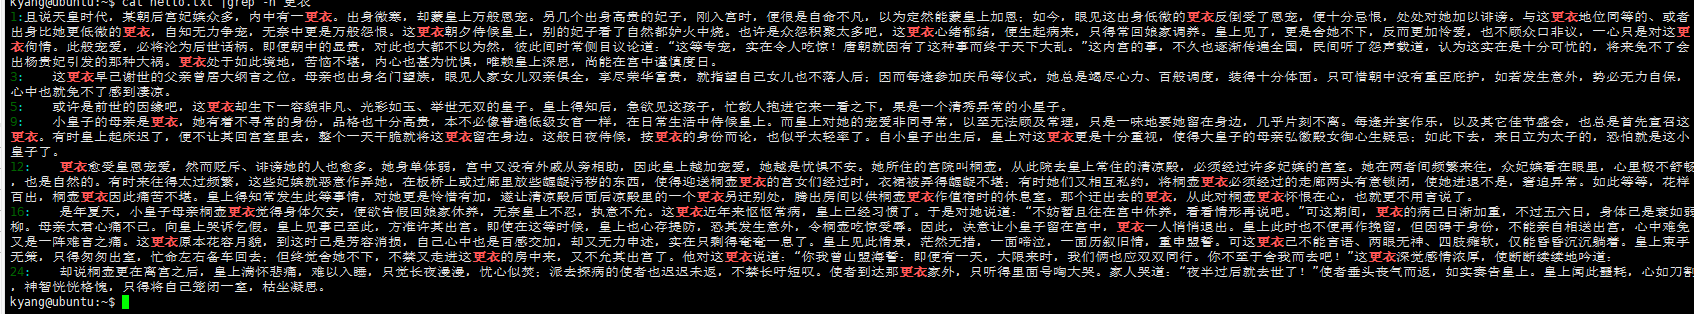 kyang@ubuntu:~$ cat hello.txt |grep -n 更衣
1:且说天皇时代，某朝后宫妃嫔众多，内中有一更衣。出身微寒，却蒙皇上万般恩宠。另几个出身高贵的妃子，刚入宫时，便很是自命不凡，以为定然能蒙皇上加恩；如今，眼见这出身低微的更衣反倒受了恩宠，便十分忌恨，处处对她加以诽谤。与这更衣地位同等的、或者
出身比她更低微的更衣，自知无力争宠，无奈中更是万般怨恨。这更衣朝夕侍候皇上，别的妃子看了自然都妒火中烧。也许是众怨积聚太多吧，这更衣心绪郁结，便生起病来，只得常回娘家调养。皇上见了，更是舍她不下，反而更加怜爱，也不顾众口非议，一心只是对这更
衣徇情。此般宠爱，必将沦为后世话柄。即便朝中的显贵，对此也大都不以为然，彼此间时常侧目议论道：“这等专宠，实在令人吃惊！唐朝就因有了这种事而终于天下大乱。”这内宫的事，不久也逐渐传遍全国，民间听了怨声载道，认为这实在是十分可忧的，将来免不了会
出杨贵妃引发的那种大祸。更衣处于如此境地，苦恼不堪，内心也甚为忧惧，唯赖皇上深思，尚能在宫中谨慎度日。
3:　　这更衣早已谢世的父亲曾居大纲言之位。母亲也出身名门望族，眼见人家女儿双亲俱全，享尽荣华富贵，就指望自己女儿也不落人后；因而每逢参加庆吊等仪式，她总是竭尽心力、百般调度，装得十分体面。只可惜朝中没有重臣庇护，如若发生意外，势必无力自保，
心中也就免不了感到凄凉。
5:　　或许是前世的因缘吧，这更衣却生下一容貌非凡、光彩如玉、举世无双的皇子。皇上得知后，急欲见这孩子，忙教人抱进它来一看之下，果是一个清秀异常的小皇子。
9:　　小皇子的母亲是更衣，她有着不寻常的身份，品格也十分高贵，本不必像普通低级女官一样，在日常生活中侍候皇上。而皇上对她的宠爱非同寻常，以至无法顾及常理，只是一味地要她留在身边，几乎片刻不离。每逢并宴作乐，以及其它佳节盛会，也总是首先宣召这
更衣。有时皇上起床迟了，便不让其回宫室里去，整个一天干脆就将这更衣留在身边。这般日夜侍候，按更衣的身份而论，也似乎太轻率了。自小皇子出生后，皇上对这更衣更是十分重视，使得大皇子的母亲弘徽殿女御心生疑忌：如此下去，来日立为太子的，恐怕就是这小
皇子了。
12:　　更衣愈受皇恩宠爱，然而贬斥、诽谤她的人也愈多。她身单体弱，宫中又没有外戚从旁相助，因此皇上越加宠爱，她越是忧惧不安。她所住的宫院叫桐壶，从此院去皇上常住的清凉殿，必须经过许多妃嫔的宫室。她在两者间频繁来往，众妃嫔看在眼里，心里极不舒畅
，也是自然的。有时来往得太过频繁，这些妃嫔就恶意作弄她，在板桥上或过廊里放些龌龊污秽的东西，使得迎送桐壶更衣的宫女们经过时，衣裙被弄得龌龊不堪；有时她们又相互私约，将桐壶更衣必须经过的走廊两头有意锁闭，使她进退不是，窘迫异常。如此等等，花样
百出，桐壶更衣因此痛苦不堪。皇上得知常发生此等事情，对她更是怜惜有加，遂让清凉殿后面后凉殿里的一个更衣另迁别处，腾出房间以供桐壶更衣作值宿时的休息室。那个迁出去的更衣，从此对桐壶更衣怀恨在心，也就更不用言说了。
16:　　是年夏天，小皇子母亲桐壶更衣觉得身体欠安，便欲告假回娘家休养，无奈皇上不忍，执意不允。这更衣近年来怄怄常病，皇上已经习惯了。于是对她说道：“不妨暂且往在宫中休养，看看情形再说吧。”可这期间，更衣的病已日渐加重，不过五六日，身体已是衰如弱
柳。母亲太君心痛不已。向皇上哭诉乞假。皇上见事已至此，方准许其出宫。即使在这等时候，皇上也心存提防，恐其发生意外，令桐壶吃惊受辱。因此，决意让小皇子留在宫中，更衣一人悄悄退出。皇上此时也不便再作挽留，但因碍于身份，不能亲自相送出宫，心中难免
又是一阵难言之痛。这更衣原本花容月貌，到这时已是芳容消损，自己心中也是百感交加，却又无力申述，实在只剩得奄奄一息了。皇上见此情景，茫然无措，一面啼泣，一面历叙旧情，重申盟誓。可这更衣已不能言语、两眼无神、四肢瘫软，仅能昏昏沉沉躺着。皇上束手
无策，只得匆匆出室，忙命左右备车回去；但终觉舍她不下，不禁又走进这更衣的房中来，又不允其出宫了。他对这更衣说道：“你我曾山盟海誓：即便有一天，大限来时，我们俩也应双双同行。你不至于舍我而去吧！”这更衣深觉感情浓厚，使断断续续地吟道：
24:　　却说桐壶更在离宫之后，皇上满怀悲痛，难以入睡，只觉长夜漫漫，忧心似焚；派去探病的使者也迟迟未返，不禁长吁短叹。使者到达那更衣家外，只听得里面号啕大哭。家人哭道：“夜半过后就去世了！”使者垂头丧气而返，如实奏告皇上。皇上闻此噩耗，心如刀割
，神智恍恍格愧，只得将自己笼闭一室，枯坐凝思。
kyang@ubuntu:~$